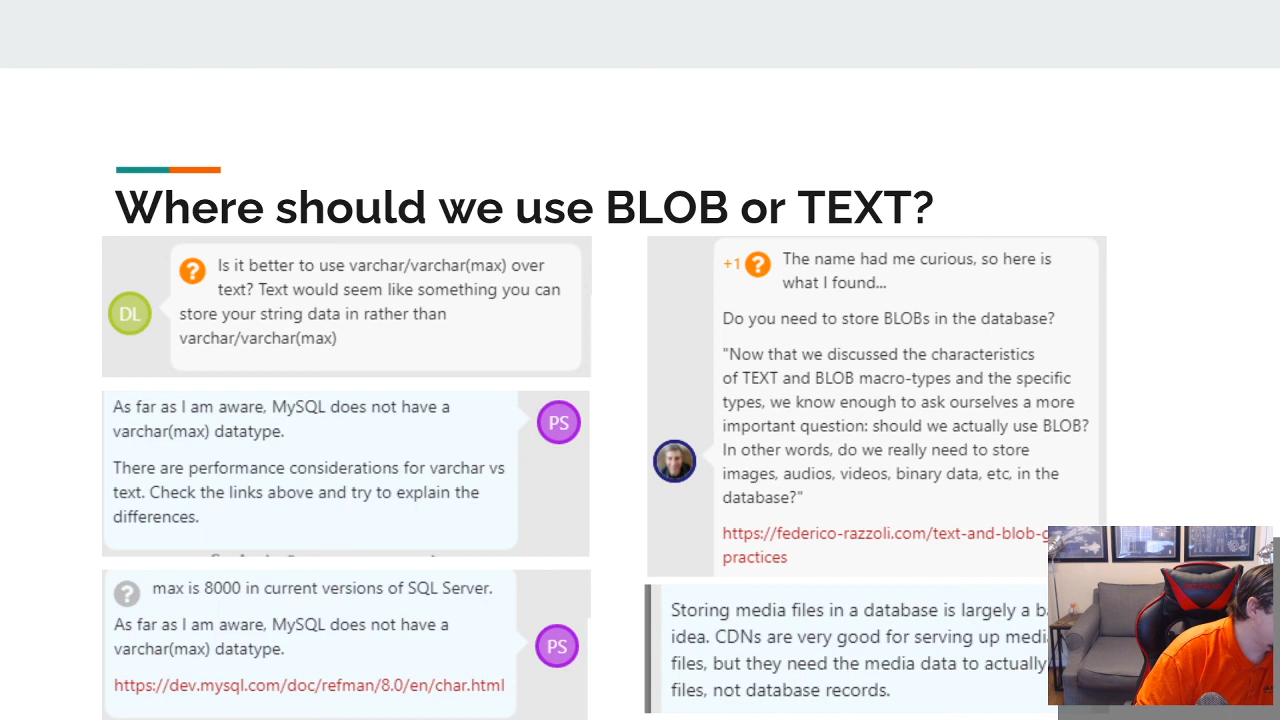 Where should we use BLOB or TEXT?
Is it better to use varchar/varchar(max) over
text? Text would seem like something you can
store your string data in rather than
varchar/varchar(max)
DL
As far as I am aware, MySQL does not have a
varchar(max) datatype.
PS
There are performance considerations for varchar vs
text. Check the links above and try to explain the
differences.
max is 8000 in current versions of SQL Server.
As far as I am aware, MySQL does not have a
varchar(max) datatype.
PS
https://dev.mysql.com/doc/refman/8.0/en/char.html
+1 The name had me curious, so here is
what I found...
Do you need to store BLOBs in the database?
"Now that we discussed the characteristics
of TEXT and BLOB macro-types and the specific
types, we know enough to ask ourselves a more
important question: should we actually use BLOB?
In other words, do we really need to store
images, audios, videos, binary data, etc, in the
database?"
https://federico-razzoli.com/text-and-blob-g
practices
Storing media files in a database is largely a b
idea. CDNs are very good for serving up medi
files, but they need the media data to actually
files, not database records.